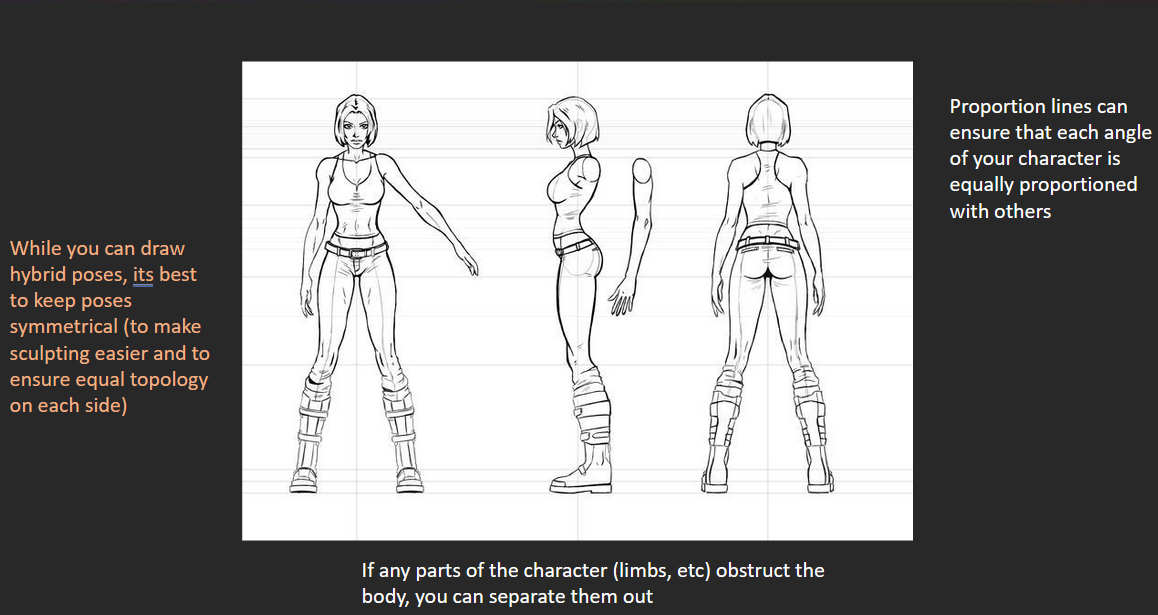 While you can draw
hybrid poses, its best
to keep poses
symmetrical (to make
sculpting easier and to
ensure equal topology
on each side)
Proportion lines can
ensure that each angle
of your character is
equally proportioned
with others
If any parts of the character (limbs, etc) obstruct the
body, you can separate them out